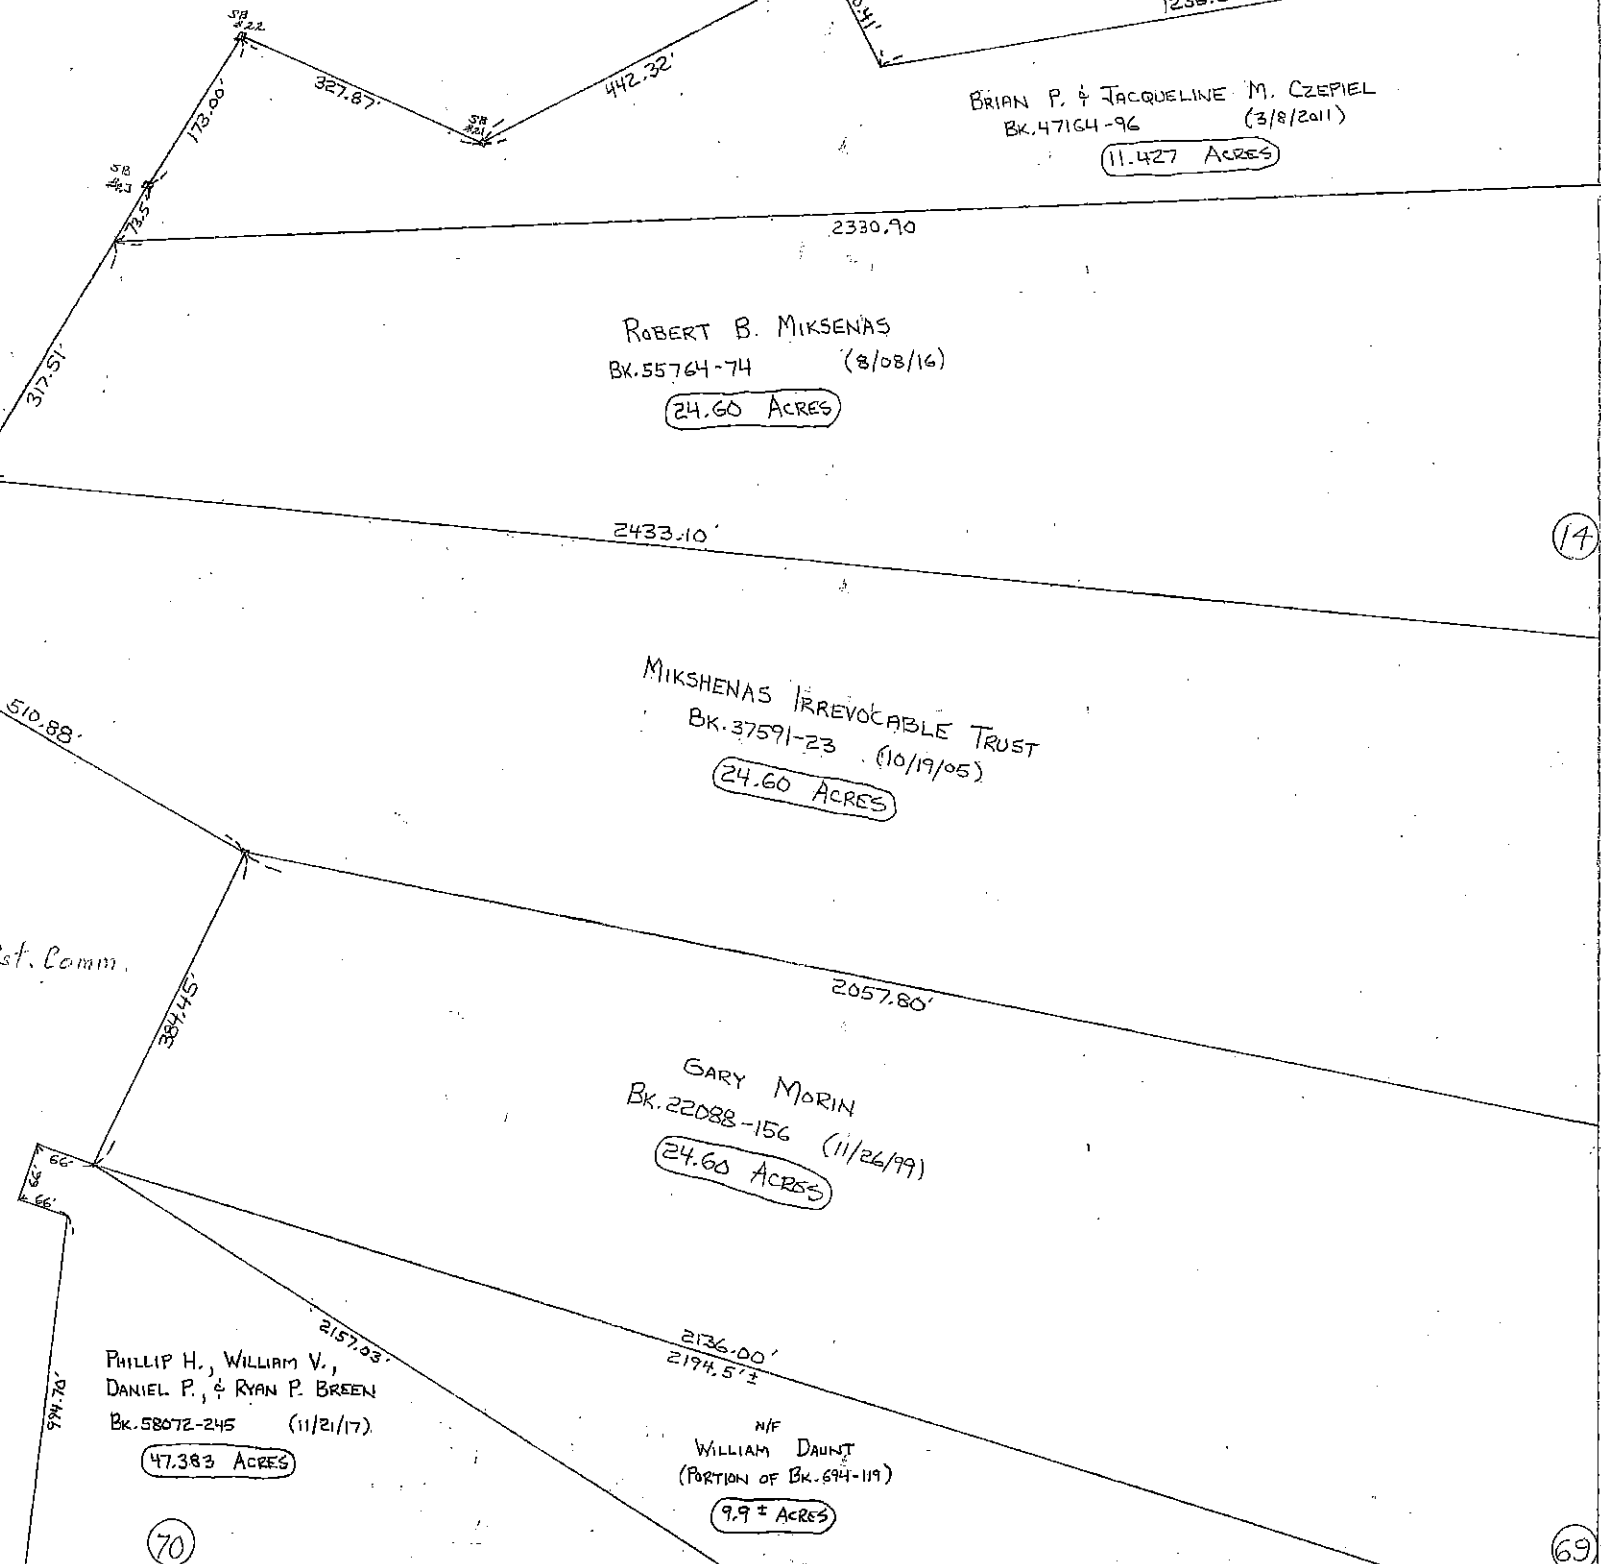 SB
#22
327.87'
442.32'
173.00'
SB
#21
BRIAN P. & JACQUELINE M. CZEPIEL
BK.47164-96 (3/8/2011)
11.427 ACRES
SB
73.5'
2330.90
317.51'
ROBERT B. MIKSENAS
BK.55764-74 (8/08/16)
24.60 ACRES
2433.10'
14
MIKSHENAS IRREVOCABLE TRUST
BK.37591-23 (10/19/05)
24.60 ACRES
510.88'
st. Comm.
384.45'
2057.80'
GARY MORIN
BK.22088-156 (11/26/99)
24.60 ACRES
66'
66'
66'
2157.03'
2136.00'
2194.5'±
994.70'
PHILLIP H., WILLIAM V.,
DANIEL P., & RYAN P. BREEN
BK.58072-245 (11/21/17)
47.383 ACRES
N/F
WILLIAM DAUNT
(PORTION OF BK.694-119)
9.9± ACRES
70
69